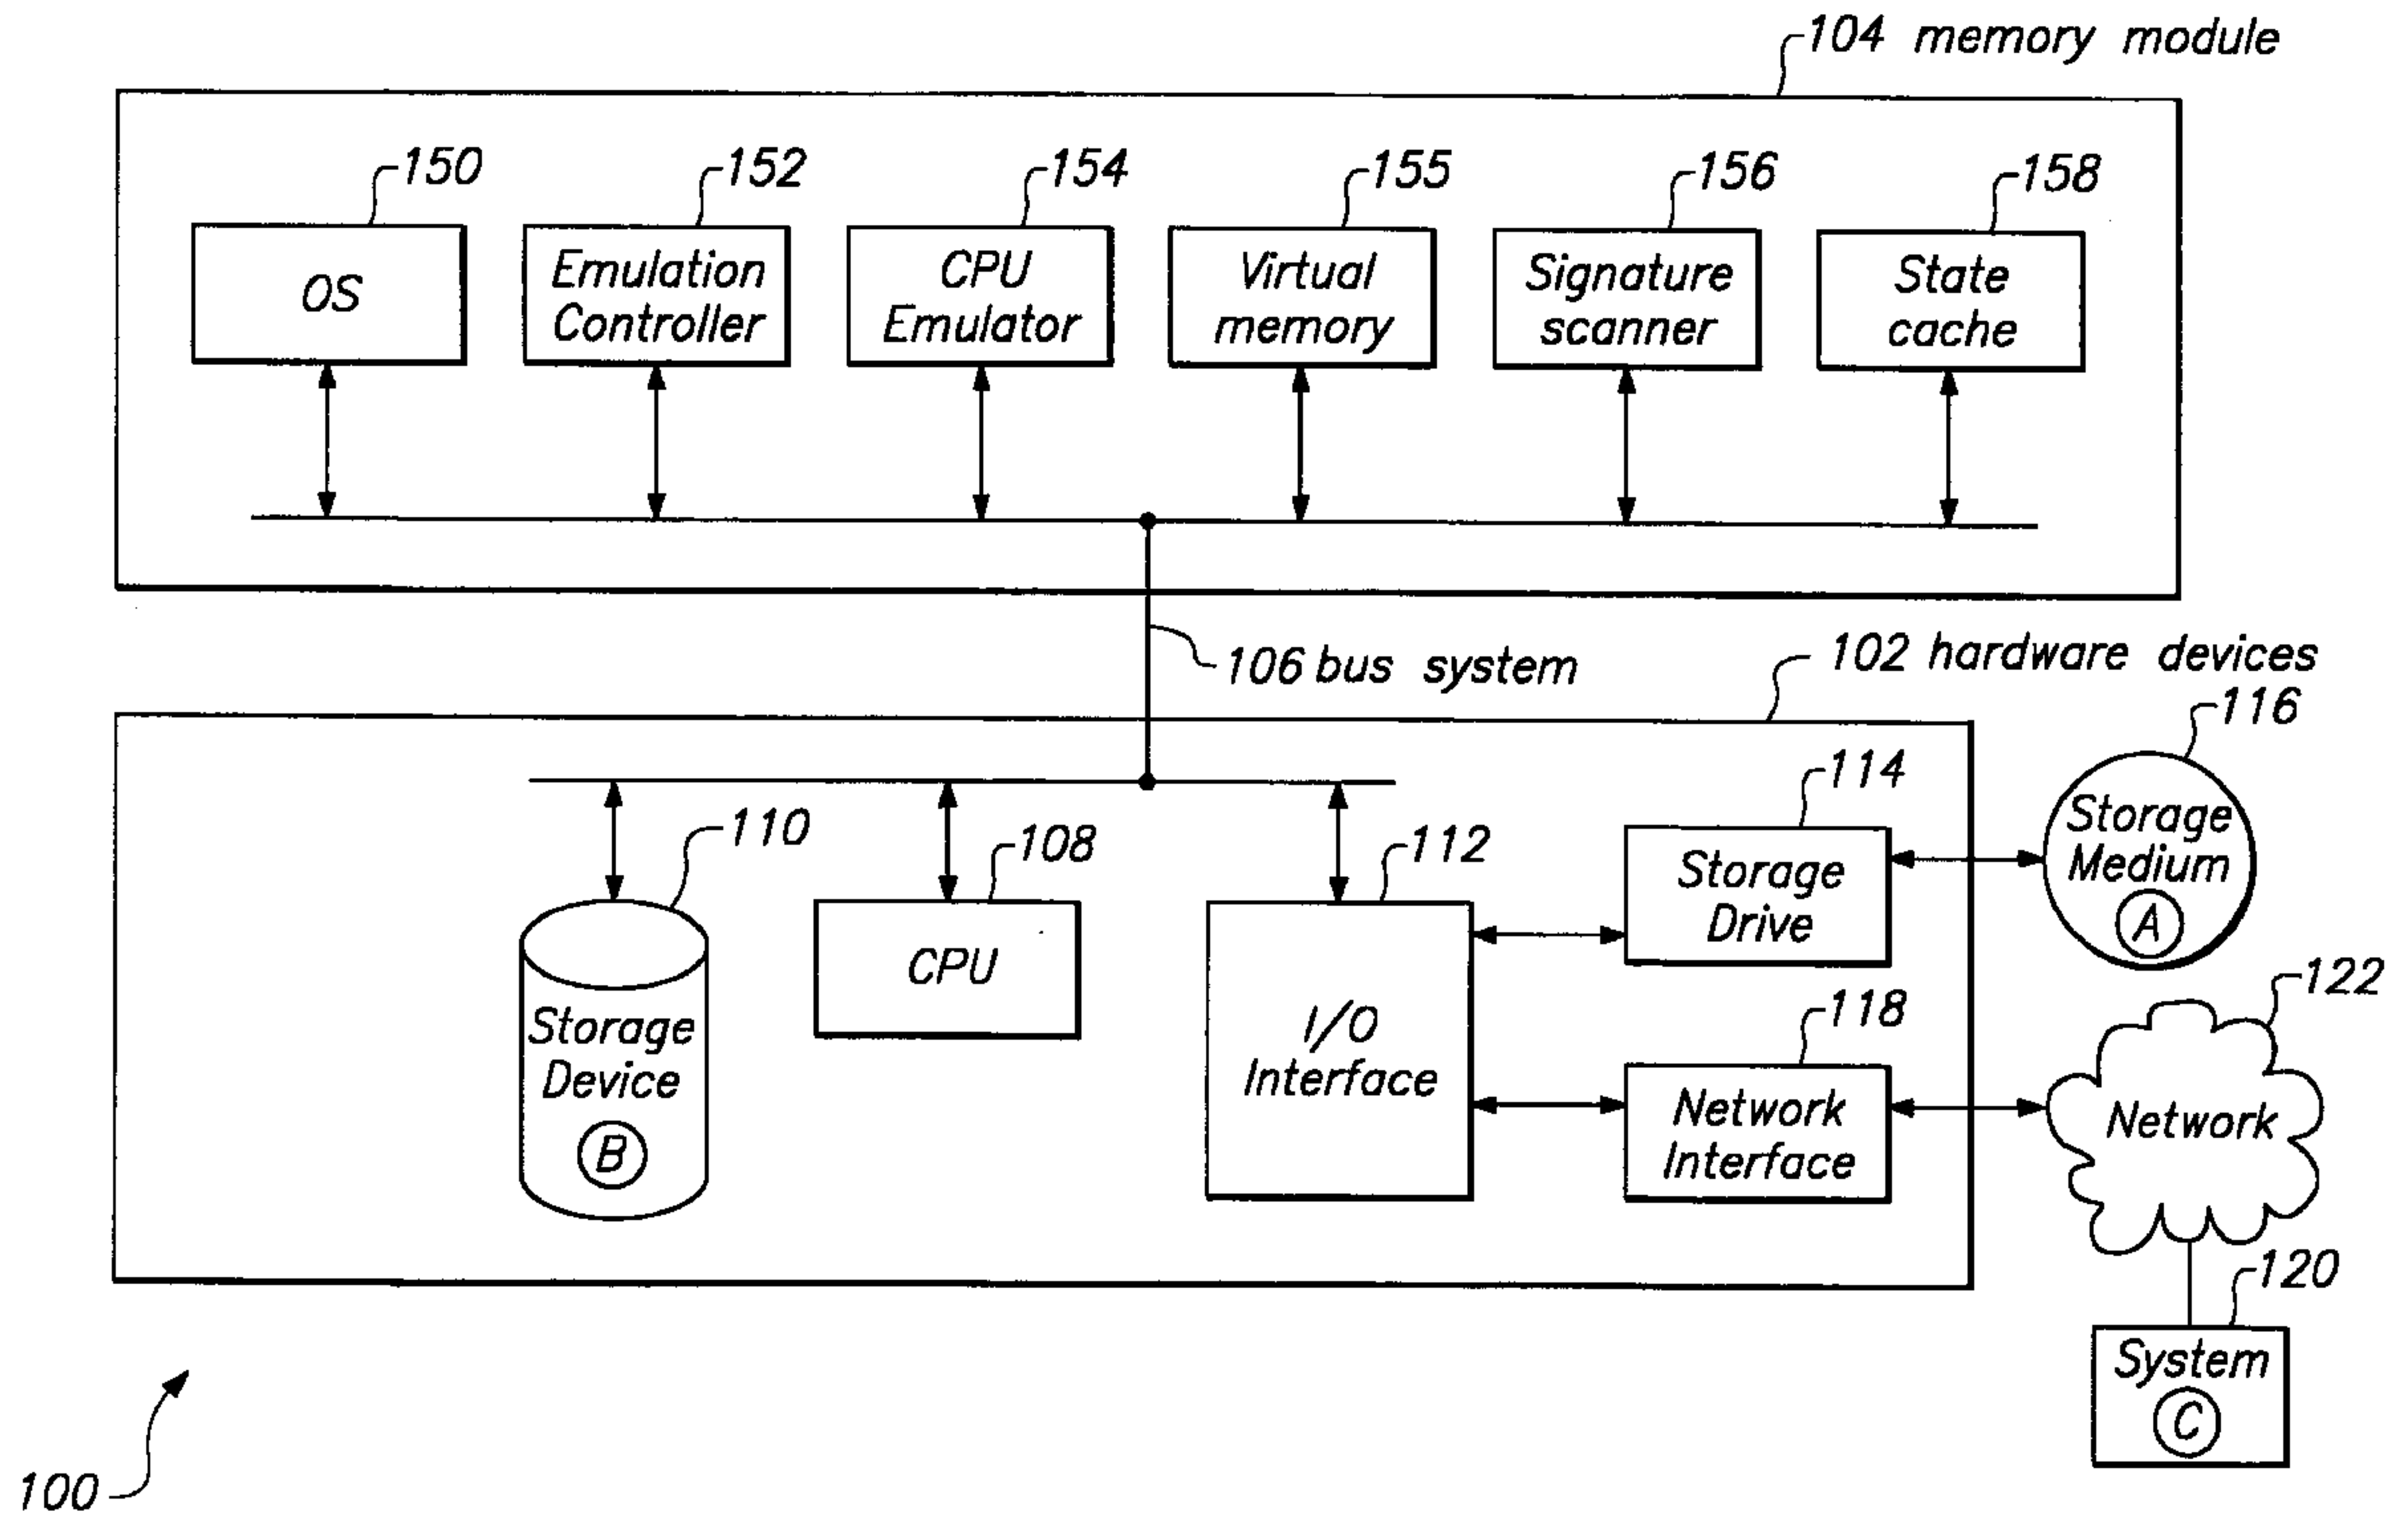 104 memory module
150
152
154
155
156
158
OS
Emulation
Controller
CPU
Emulator
Virtual
memory
Signature
scanner
State
cache
106 bus system
102 hardware devices
116
114
110
108
112
Storage
Medium
A
Storage
Drive
CPU
Storage
Device
B
I/O
Interface
122
118
Network
Interface
Network
120
System
C
100